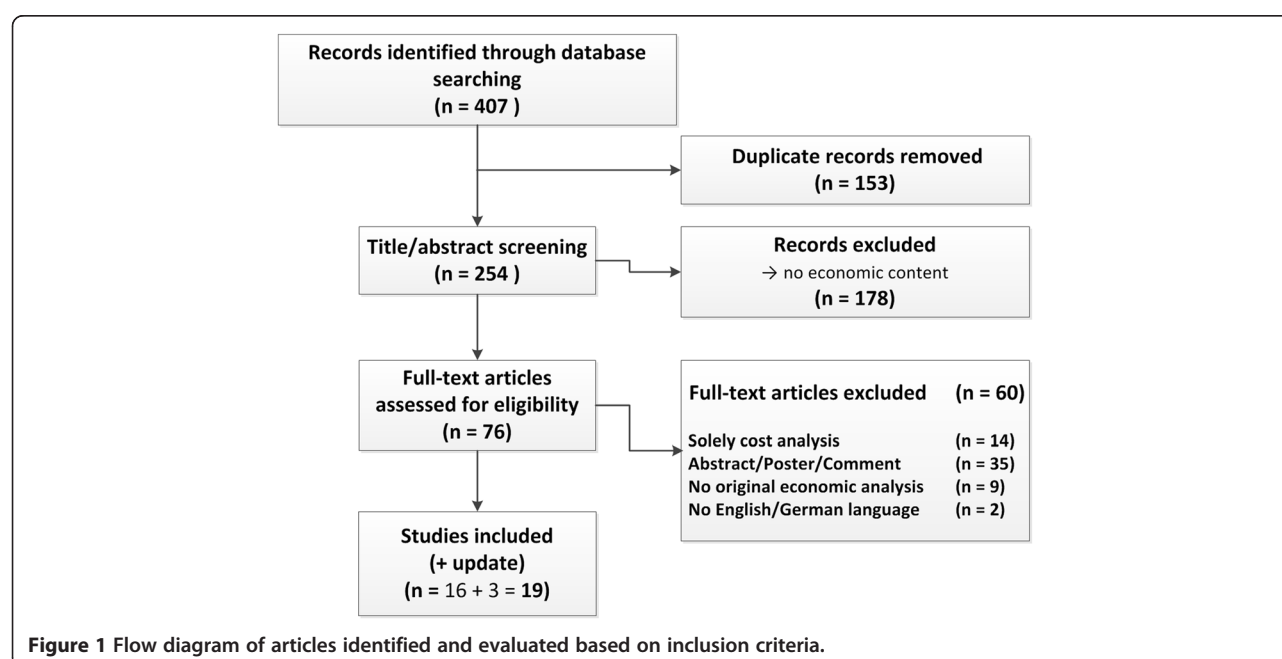 Records identified through database
searching
(n = 407 )
Duplicate records removed
(n = 153)
Title/abstract screening
(n = 254 )
Records excluded
→ no economic content
(n = 178)
Full-text articles
assessed for eligibility
(n = 76)
Full-text articles excluded (n = 60)
Solely cost analysis (n = 14)
Abstract/Poster/Comment (n = 35)
No original economic analysis (n = 9)
No English/German language (n = 2)
Studies included
(+ update)
(n = 16 + 3 = 19)
Figure 1 Flow diagram of articles identified and evaluated based on inclusion criteria.